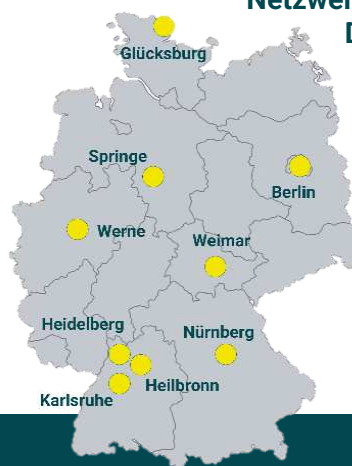 Glücksburg
Springe
Berlin
Werne
Weimar
Heidelberg
Nürnberg
Heilbronn
Karlsruhe